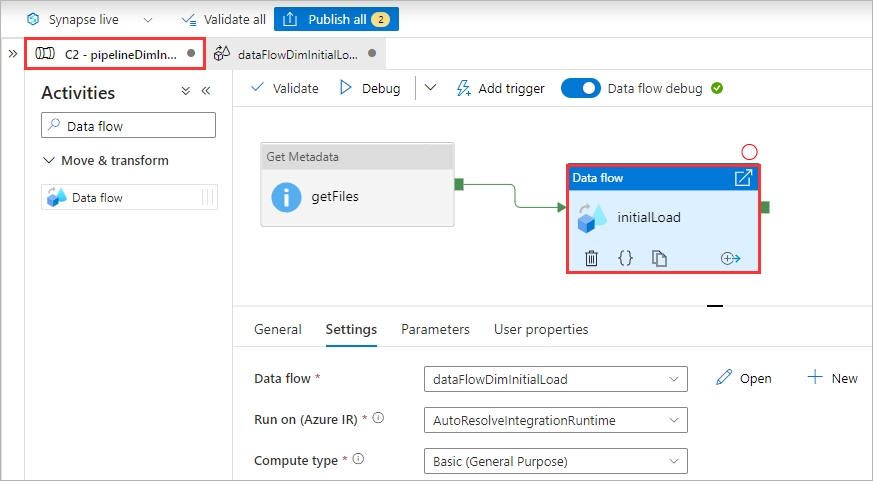 Synapse live Validate all Publish all 2
C2 - pipelineDimIn... dataFlowDimInitialLo...
Activities
Validate Debug Add trigger Data flow debug
Data flow
Move & transform
Data flow
Get Metadata
getFiles
Data flow
initialLoad
General Settings Parameters User properties
Data flow * dataFlowDimInitialLoad Open New
Run on (Azure IR) * AutoResolveIntegrationRuntime
Compute type * Basic (General Purpose)